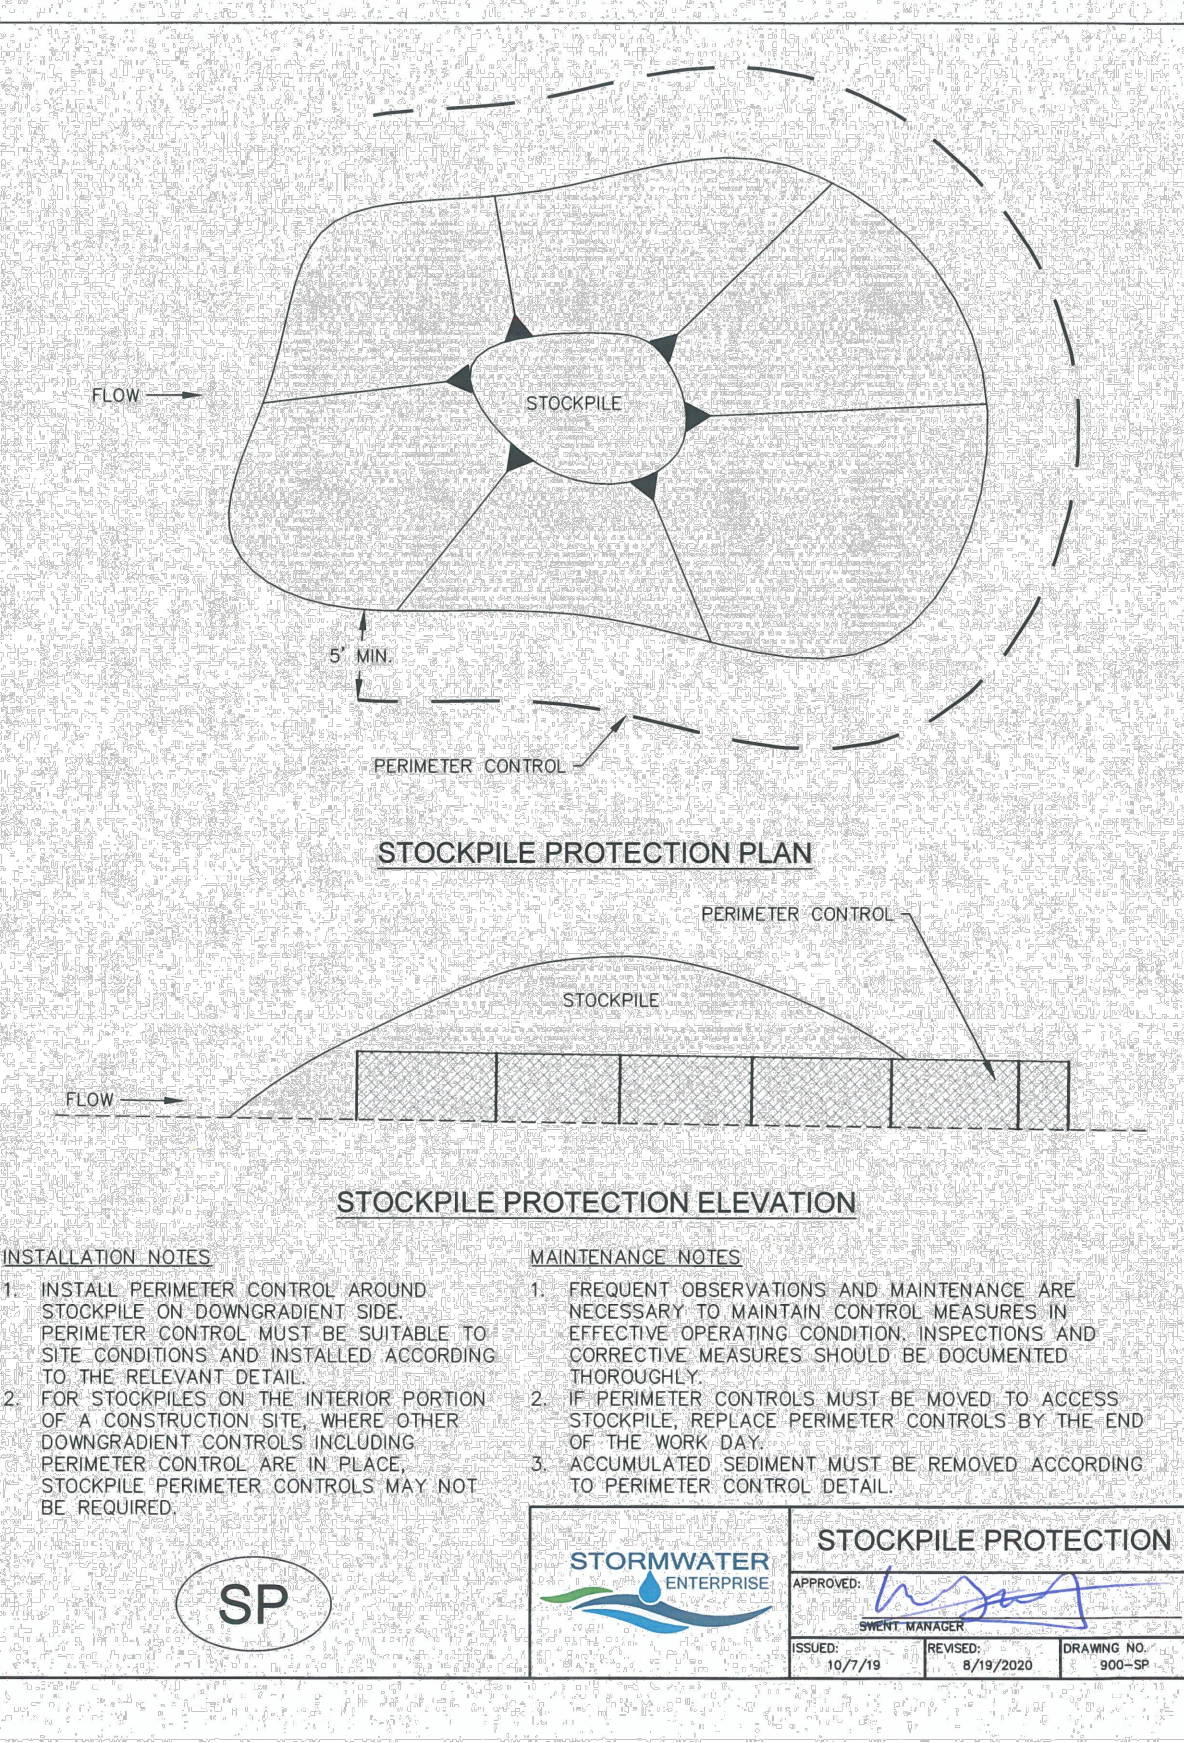 FLOW
STOCKPILE
5' MIN.
PERIMETER CONTROL
STOCKPILE PROTECTION PLAN
PERIMETER CONTROL
STOCKPILE
FLOW
STOCKPILE PROTECTION ELEVATION
INSTALLATION NOTES
1. INSTALL PERIMETER CONTROL AROUND
STOCKPILE ON DOWNGRADIENT SIDE.
PERIMETER CONTROL MUST BE SUITABLE TO
SITE CONDITIONS AND INSTALLED ACCORDING
TO THE RELEVANT DETAIL.
2. FOR STOCKPILES ON THE INTERIOR PORTION
OF A CONSTRUCTION SITE, WHERE OTHER
DOWNGRADIENT CONTROLS INCLUDING
PERIMETER CONTROL ARE IN PLACE,
STOCKPILE PERIMETER CONTROLS MAY NOT
BE REQUIRED.
MAINTENANCE NOTES
1. FREQUENT OBSERVATIONS AND MAINTENANCE ARE
NECESSARY TO MAINTAIN CONTROL MEASURES IN
EFFECTIVE OPERATING CONDITION. INSPECTIONS AND
CORRECTIVE MEASURES SHOULD BE DOCUMENTED
THOROUGHLY.
2. IF PERIMETER CONTROLS MUST BE MOVED TO ACCESS
STOCKPILE, REPLACE PERIMETER CONTROLS BY THE END
OF THE WORK DAY.
3. ACCUMULATED SEDIMENT MUST BE REMOVED ACCORDING
TO PERIMETER CONTROL DETAIL.
SP
STORMWATER
ENTERPRISE
STOCKPILE PROTECTION
APPROVED:
SWENT MANAGER
ISSUED:
10/7/19
REVISED:
8/19/2020
DRAWING NO.
900-SP